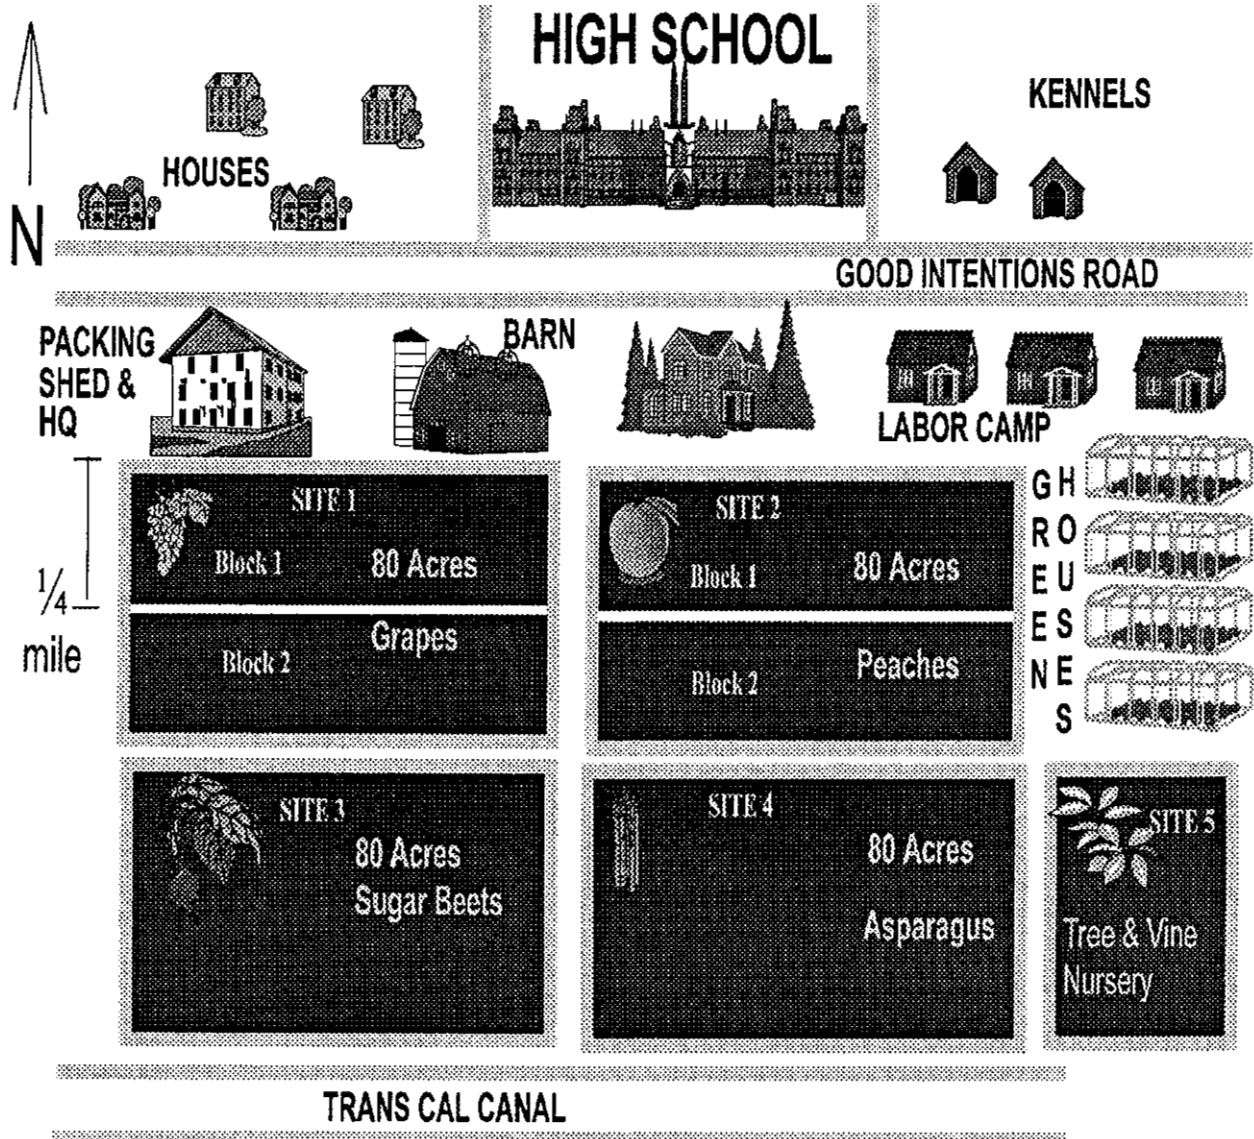 HIGH SCHOOL
KENNELS
HOUSES
N
GOOD INTENTIONS ROAD
PACKING
SHED &
HQ
BARN
LABOR CAMP
1/4
mile
SITE 1
Block 1
80 Acres
Grapes
Block 2
SITE 2
Block 1
80 Acres
Peaches
Block 2
GREEN
HOUSES
SITE 3
80 Acres
Sugar Beets
SITE 4
80 Acres
Asparagus
SITE 5
Tree & Vine
Nursery
TRANS CAL CANAL